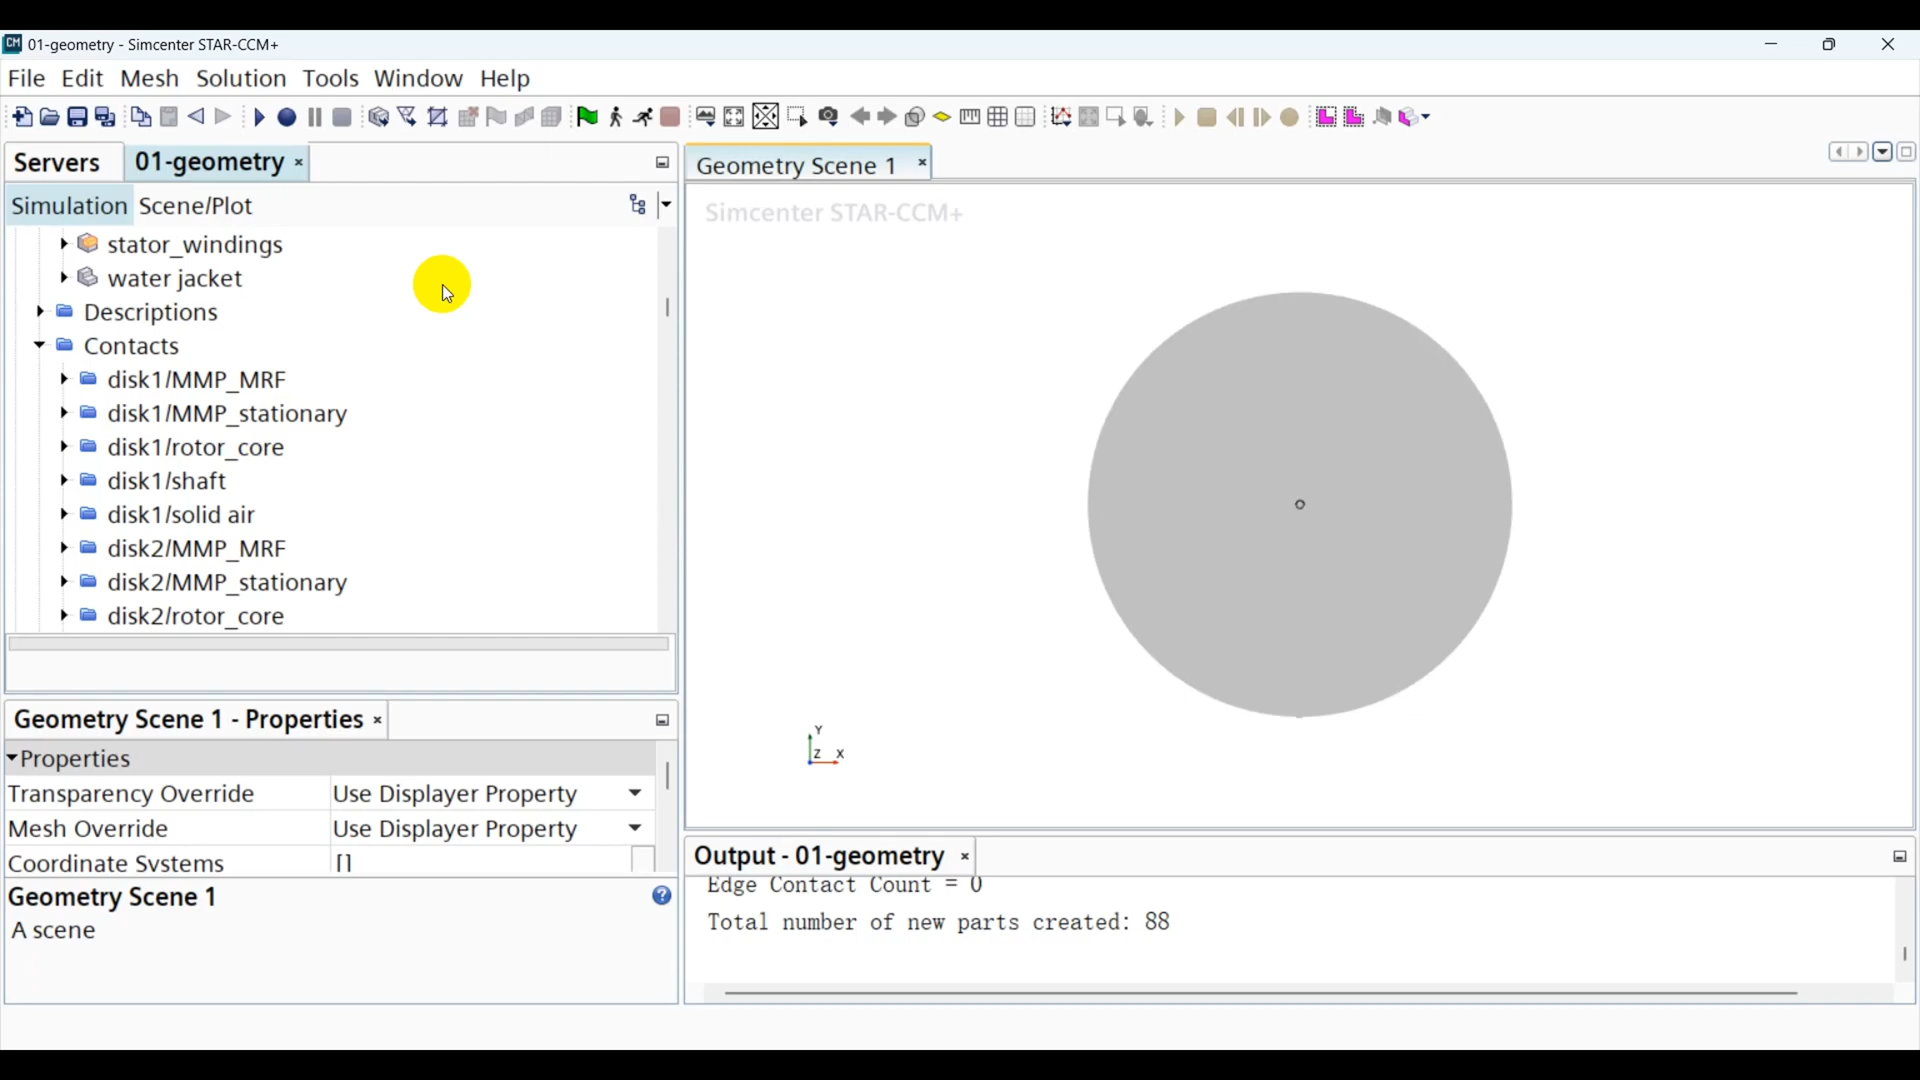 01-geometry - Simcenter STAR-CCM+
File Edit Mesh Solution Tools Window Help
Servers 01-geometry ×
Simulation Scene/Plot
stator_windings
water jacket
Descriptions
Contacts
disk1/MMP_MRF
disk1/MMP_stationary
disk1/rotor_core
disk1/shaft
disk1/solid air
disk2/MMP_MRF
disk2/MMP_stationary
disk2/rotor_core
Geometry Scene 1 - Properties ×
Properties
Transparency Override Use Displayer Property
Mesh Override Use Displayer Property
Coordinate Systems []
Geometry Scene 1
A scene
Geometry Scene 1 ×
Simcenter STAR-CCM+
Y
Z X
Output - 01-geometry ×
Edge Contact Count = 0
Total number of new parts created: 88